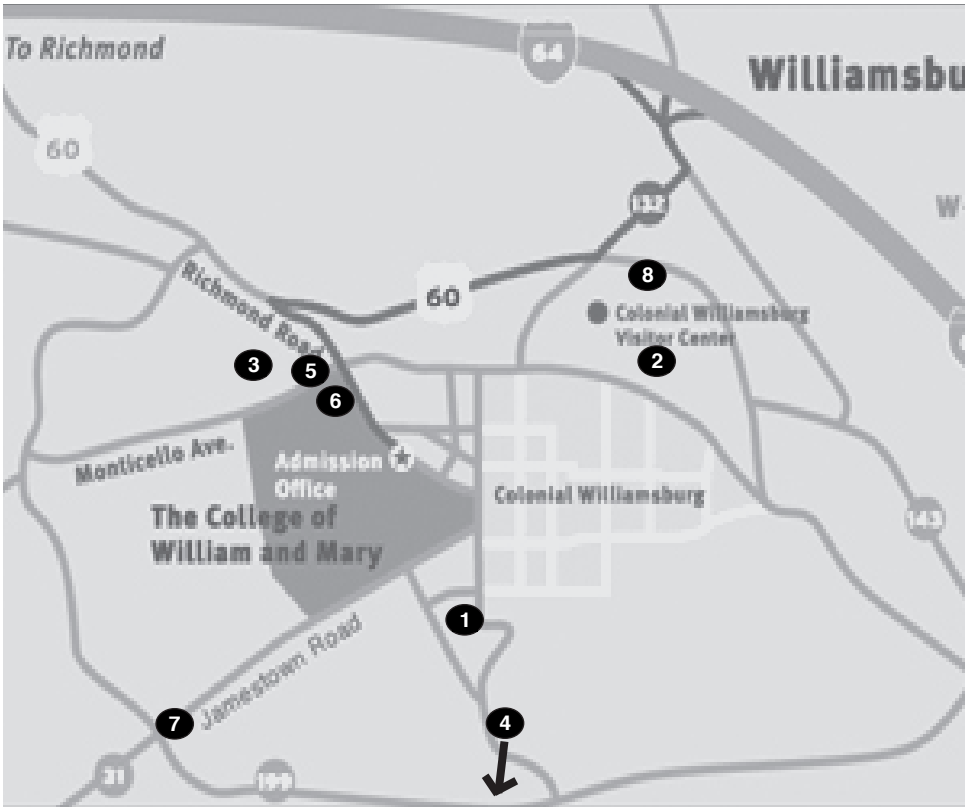 To Richmond
64
Williamsbu
60
132
W
8
Richmond Road
60
Colonial Williamsburg
Visitor Center
3
5
2
6
Monticello Ave.
Admission
Office
Colonial Williamsburg
The College of
William and Mary
143
1
Jamestown Road
7
4
31
199